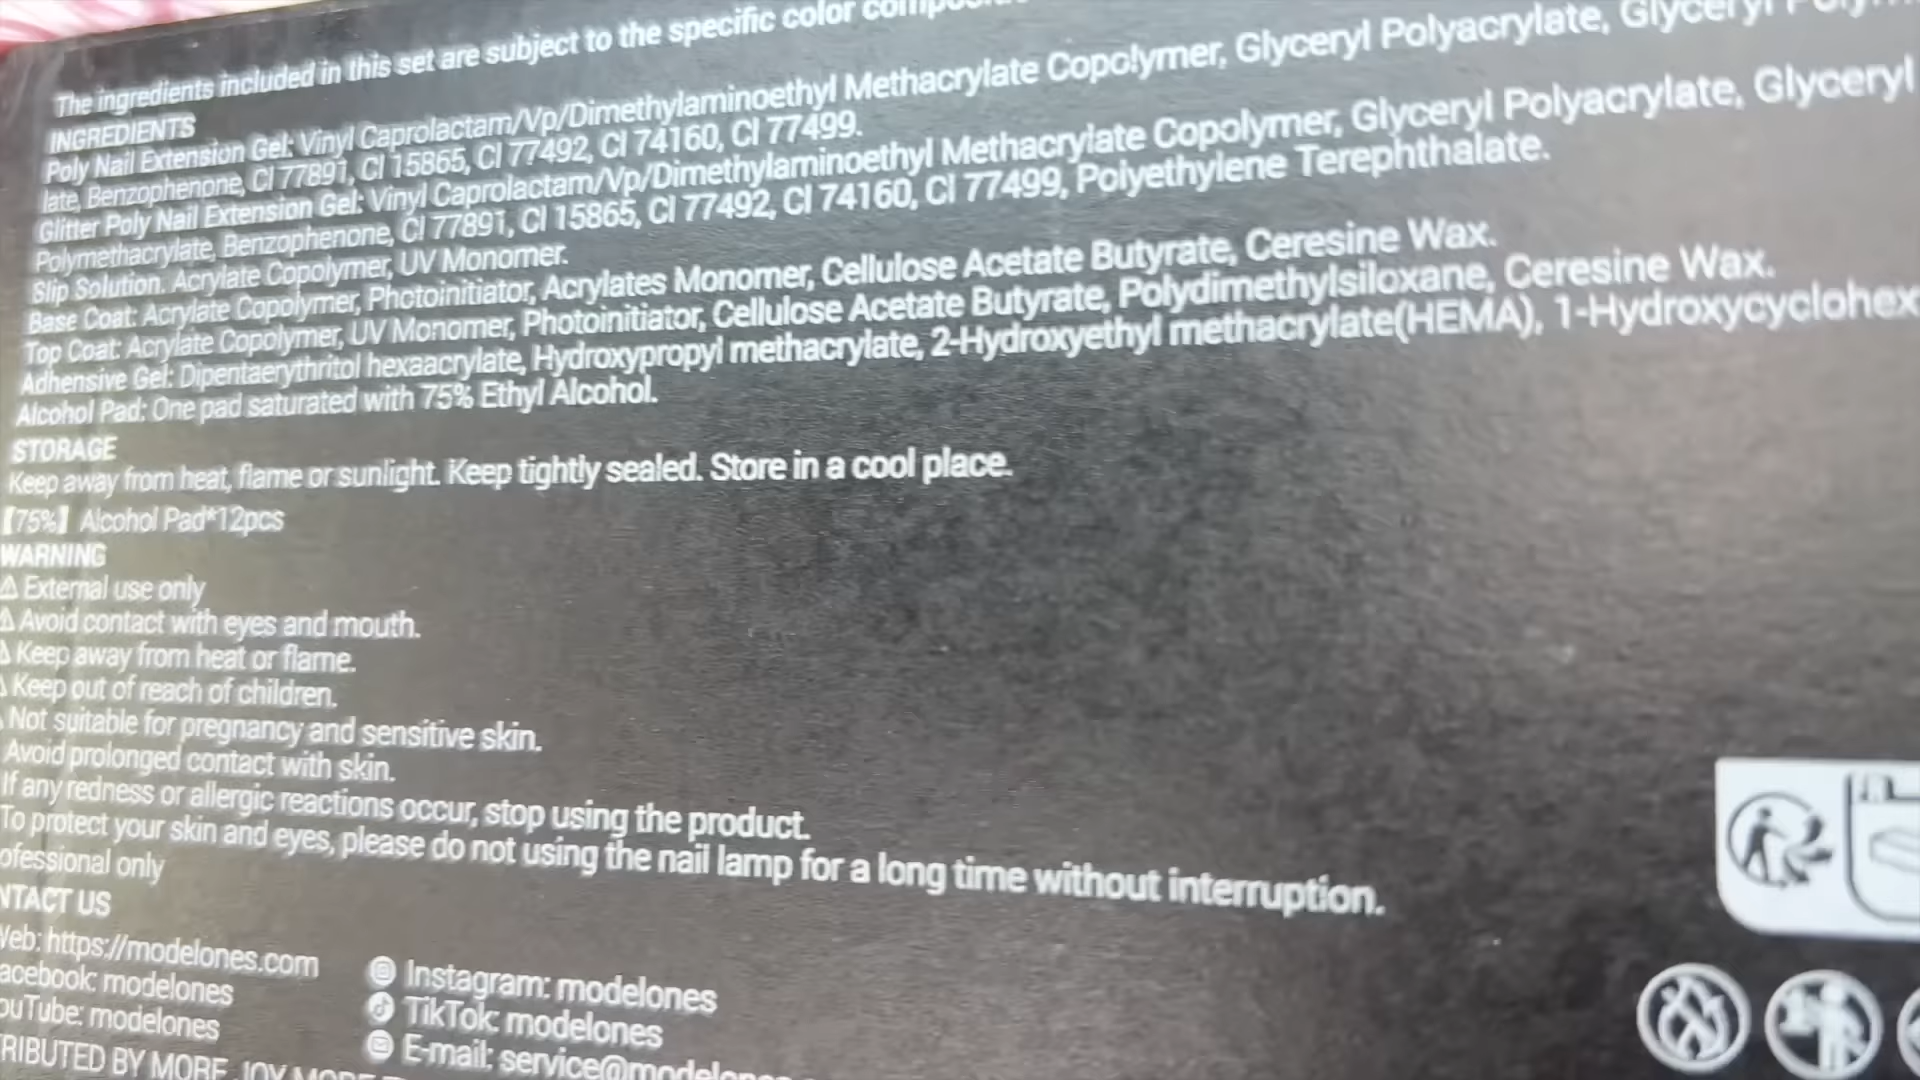 The ingredients included in this set are subject to the specific color
INGREDIENTS
Poly Nail Extension Gel: Vinyl Caprolactam/Vp/Dimethylaminoethyl Methacrylate Copolymer, Glyceryl Polyacrylate, Glyceryl
late, Benzophenone, CI 77891, CI 15865, CI 77492, CI 74160, CI 77499.
Glitter Poly Nail Extension Gel: Vinyl Caprolactam/Vp/Dimethylaminoethyl Methacrylate Copolymer, Glyceryl Polyacrylate, Glyceryl
Polymethacrylate, Benzophenone, CI 77891, CI 15865, CI 77492, CI 74160, CI 77499, Polyethylene Terephthalate.
Slip Solution. Acrylate Copolymer, UV Monomer.
Base Coat: Acrylate Copolymer, Photoinitiator, Acrylates Monomer, Cellulose Acetate Butyrate, Ceresine Wax.
Top Coat: Acrylate Copolymer, UV Monomer, Photoinitiator, Cellulose Acetate Butyrate, Polydimethylsiloxane, Ceresine Wax.
Adhensive Gel: Dipentaerythritol hexaacrylate, Hydroxypropyl methacrylate, 2-Hydroxyethyl methacrylate(HEMA), 1-Hydroxycyclohex
Alcohol Pad: One pad saturated with 75% Ethyl Alcohol.
STORAGE
Keep away from heat, flame or sunlight. Keep tightly sealed. Store in a cool place.
【75%】 Alcohol Pad*12pcs
WARNING
⚠ External use only
⚠ Avoid contact with eyes and mouth.
⚠ Keep away from heat or flame.
⚠ Keep out of reach of children.
Not suitable for pregnancy and sensitive skin.
Avoid prolonged contact with skin.
If any redness or allergic reactions occur, stop using the product.
To protect your skin and eyes, please do not using the nail lamp for a long time without interruption.
ofessional only
NTACT US
Web: https://modelones.com
acebook: modelones
ouTube: modelones
Instagram: modelones
TikTok: modelones
E-mail: service@modelones
RIBUTED BY MORE JOY MORE